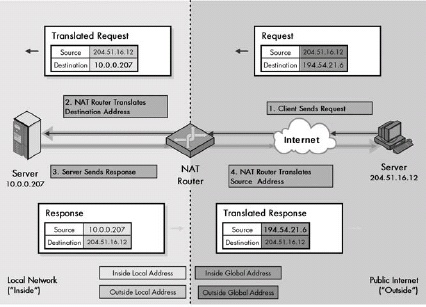 Translated Request
Source 204.51.16.12
Destination 10.0.0.207
Request
Source 204.51.16.12
Destination 194.54.21.6
2. NAT Router Translates
Destination Address
1. Client Sends Request
Internet
Server
10.0.0.207
3. Server Sends Response
NAT
Router
4. NAT Router Translates
Source Address
Server
204.51.16.12
Response
Source 10.0.0.207
Destination 204.51.16.12
Translated Response
Source 194.54.21.6
Destination 204.51.16.12
Local Network
("Inside")
Inside Local Address
Inside Global Address
Outside Local Address
Outside Global Address
Public Internet
("Outside")